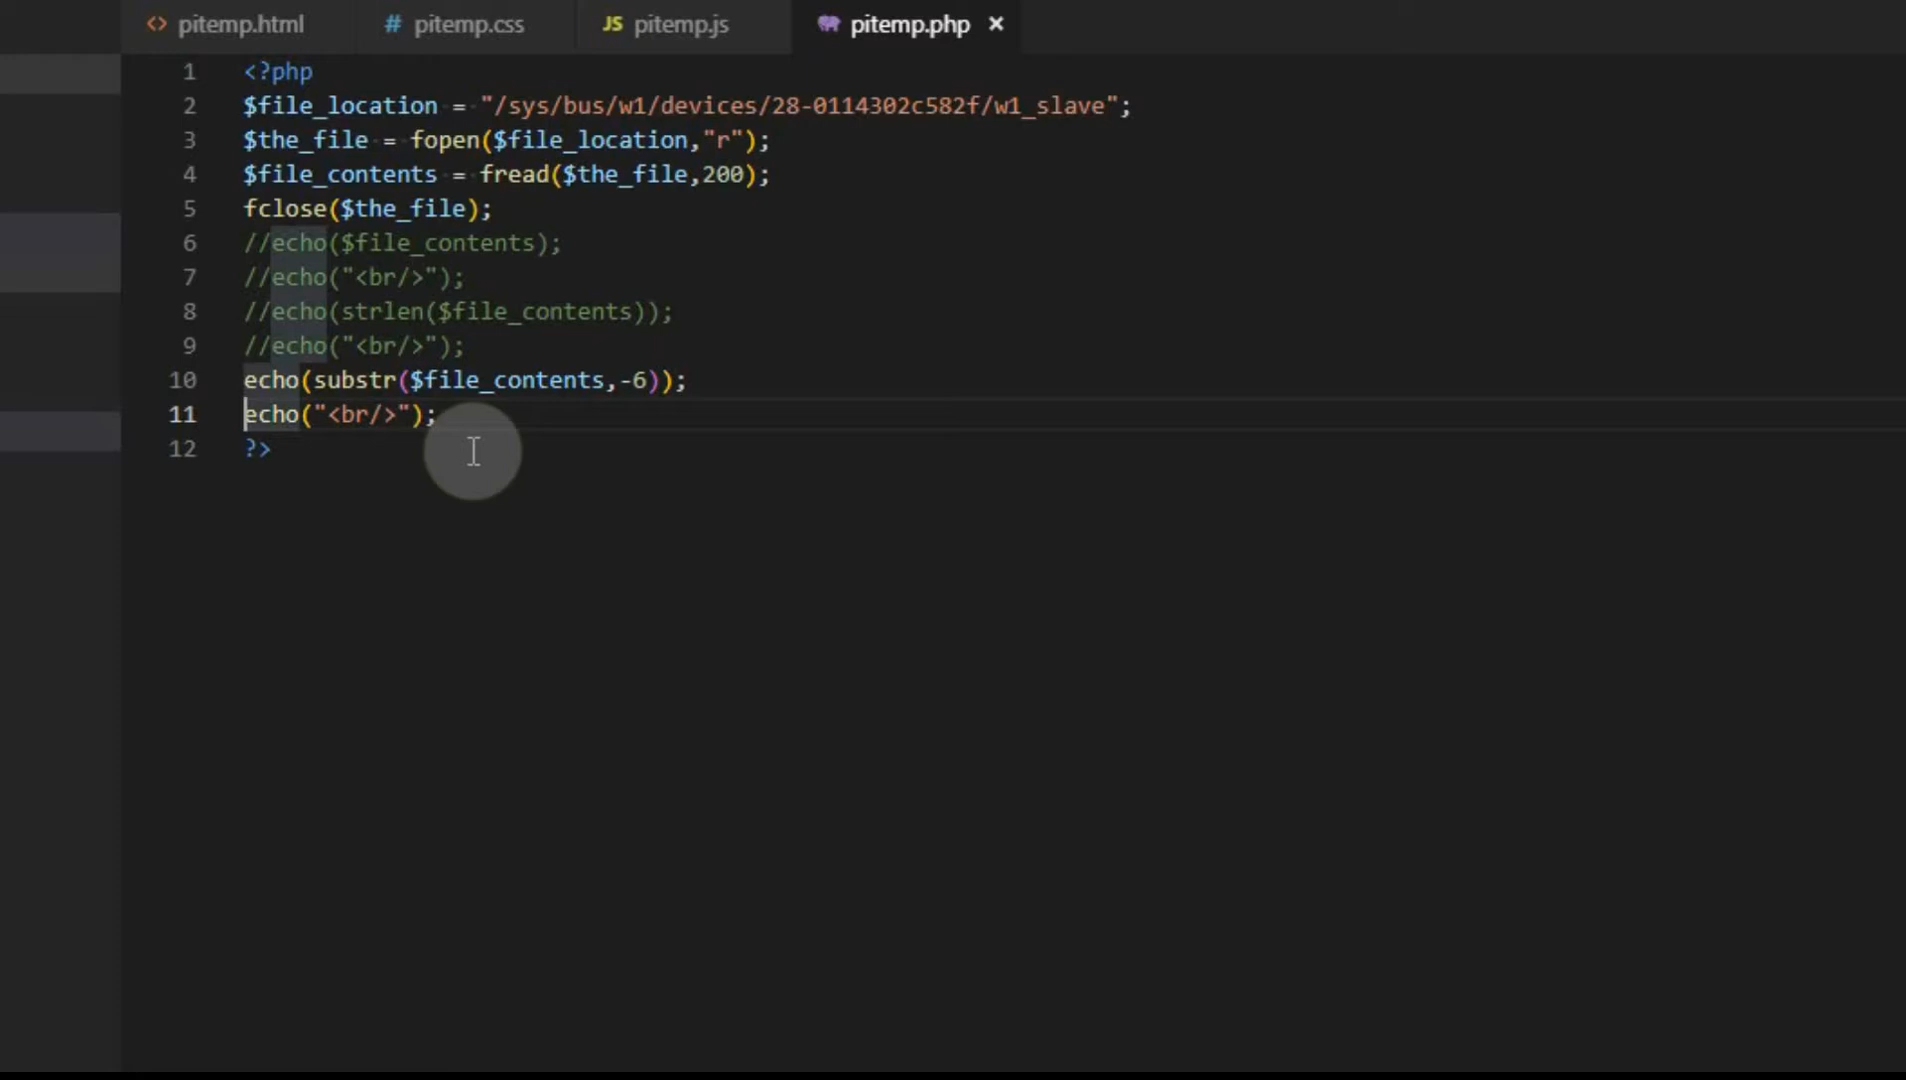 <> pitemp.html # pitemp.css JS pitemp.js pitemp.php ×
1 <?php
2 $file_location = "/sys/bus/w1/devices/28-0114302c582f/w1_slave";
3 $the_file = fopen($file_location,"r");
4 $file_contents = fread($the_file,200);
5 fclose($the_file);
6 //echo($file_contents);
7 //echo("<br/>");
8 //echo(strlen($file_contents));
9 //echo("<br/>");
10 echo(substr($file_contents,-6));
11 echo("<br/>");
12 ?>